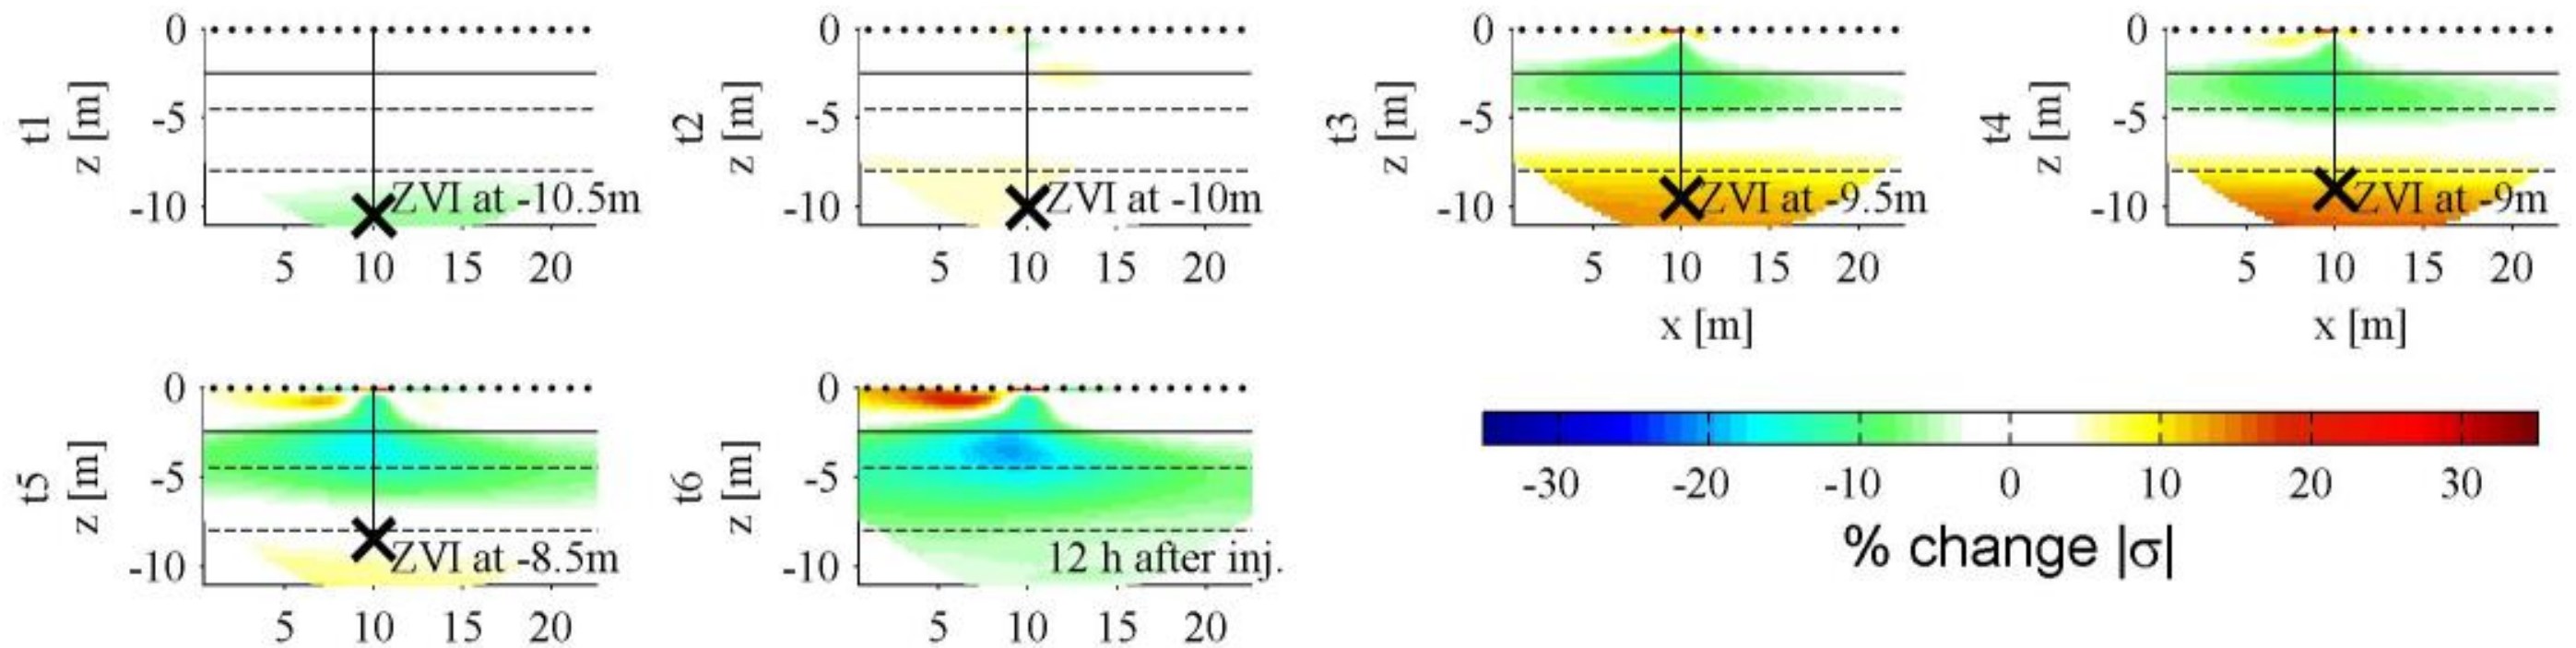 t1
z [m]
0
-5
-10
ZVI at -10.5m
5 10 15 20
t2
z [m]
0
-5
-10
ZVI at -10m
5 10 15 20
t3
z [m]
0
-5
-10
ZVI at -9.5m
5 10 15 20
x [m]
t4
z [m]
0
-5
-10
ZVI at -9m
5 10 15 20
x [m]
t5
z [m]
0
-5
-10
ZVI at -8.5m
5 10 15 20
t6
z [m]
0
-5
-10
12 h after inj.
5 10 15 20
-30 -20 -10 0 10 20 30
% change |σ|